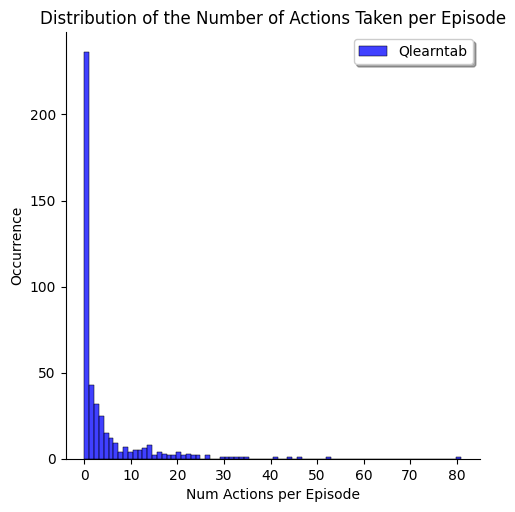 Distribution of the Number of Actions Taken per Episode
Qlearntab
Occurrence
200
150
100
50
0
0 10 20 30 40 50 60 70 80
Num Actions per Episode